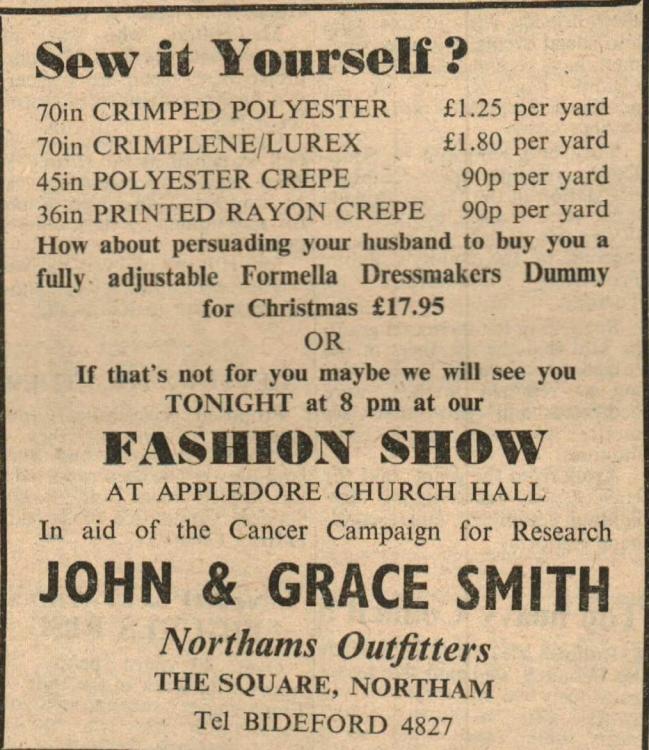 Sew it Yourself?
70in CRIMPED POLYESTER £1.25 per yard
70in CRIMPLENE/LUREX £1.80 per yard
45in POLYESTER CREPE 90p per yard
36in PRINTED RAYON CREPE 90p per yard
How about persuading your husband to buy you a
fully adjustable Formella Dressmakers Dummy
for Christmas £17.95
OR
If that's not for you maybe we will see you
TONIGHT at 8 pm at our
FASHION SHOW
AT APPLEDORE CHURCH HALL
In aid of the Cancer Campaign for Research
JOHN & GRACE SMITH
Northams Outfitters
THE SQUARE, NORTHAM
Tel BIDEFORD 4827